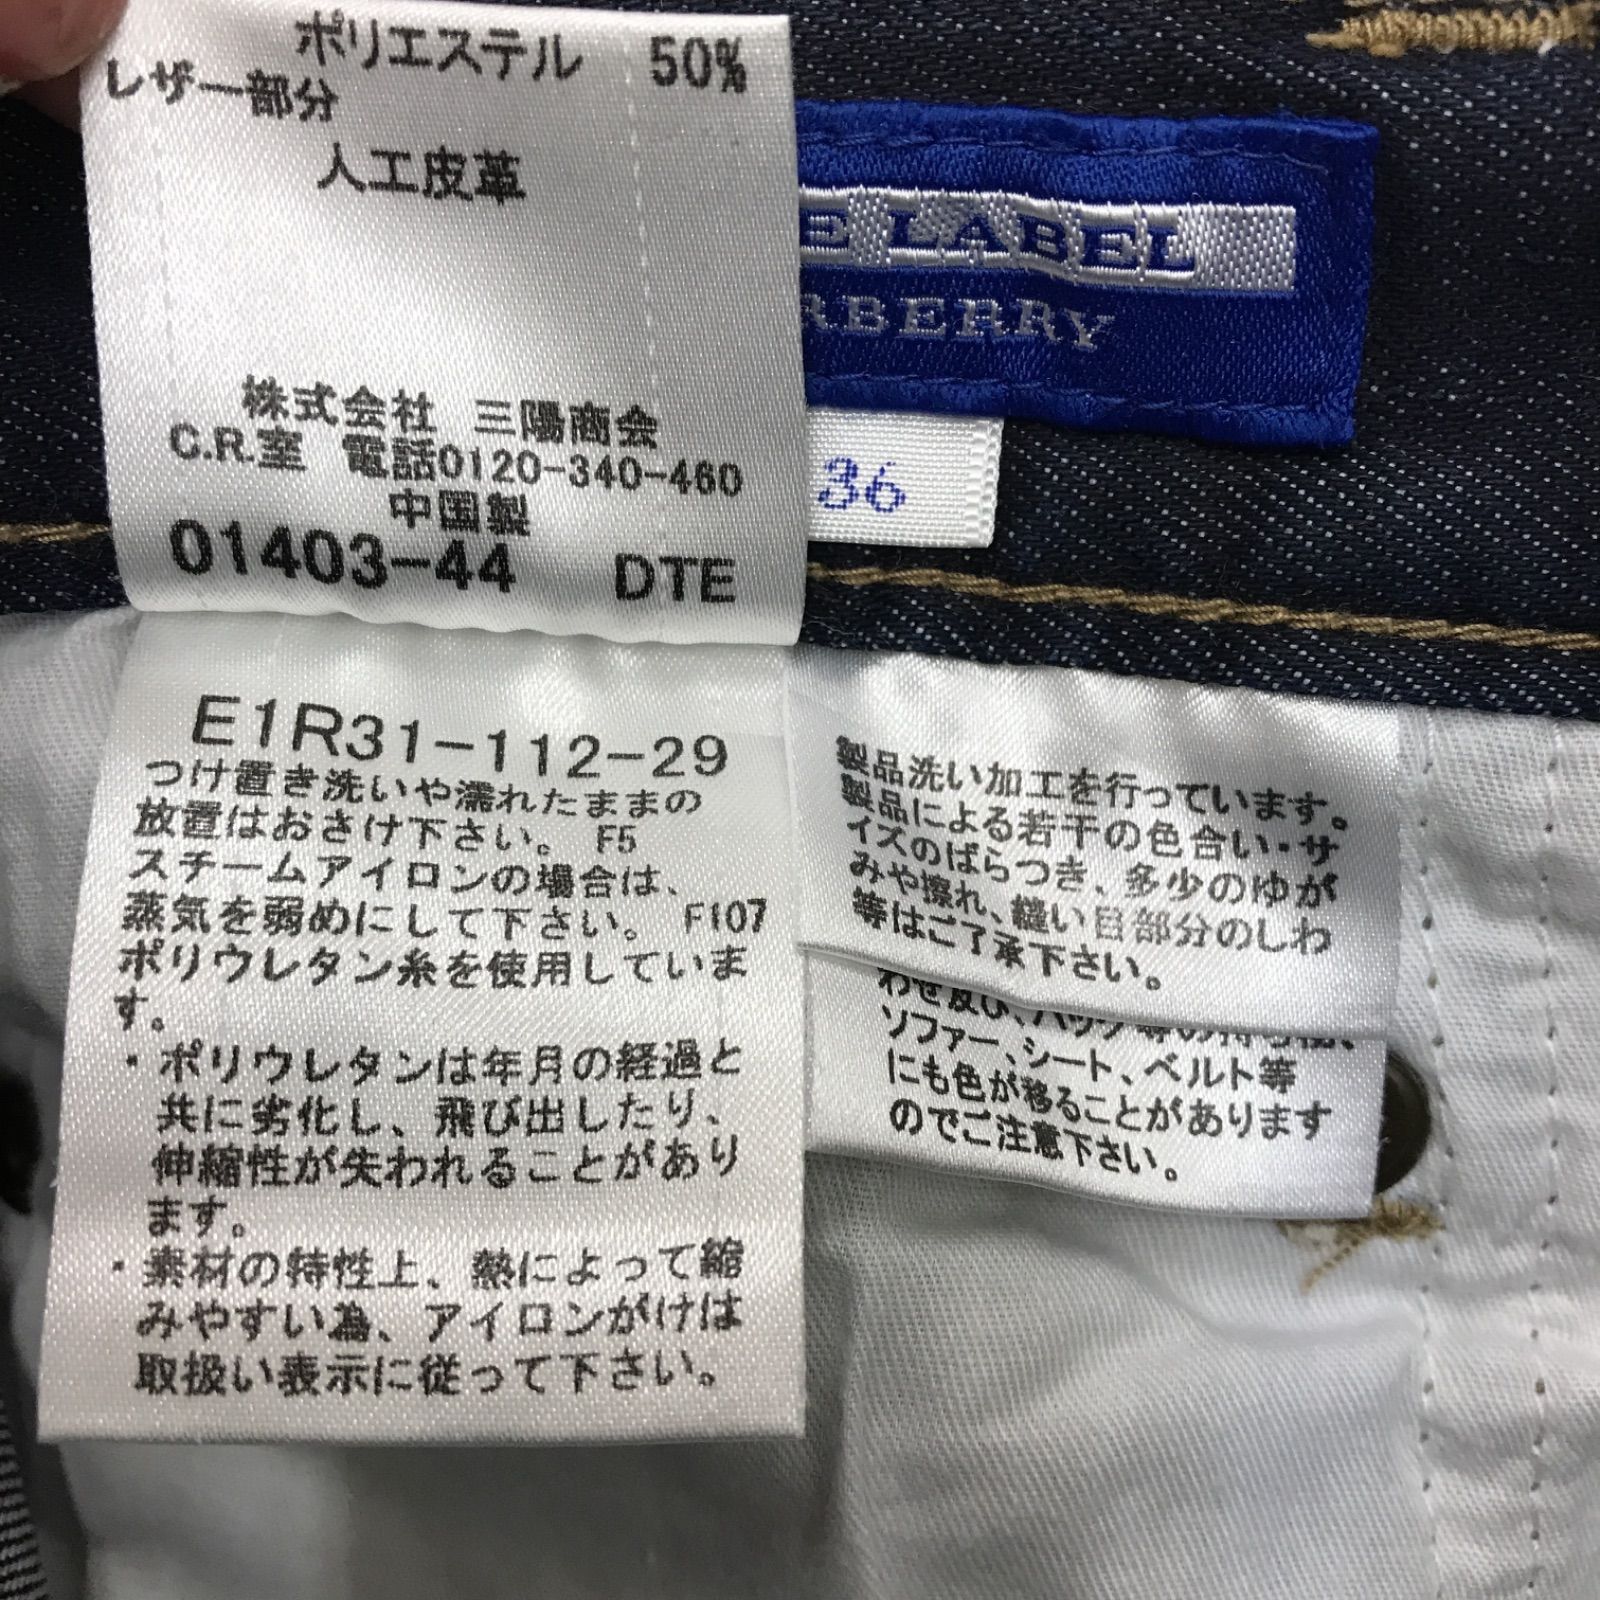 ポリエステル 50%
レザー部分
人工皮革
株式会社 三陽商会
C.R.室 電話0120-340-460
中国製
01403-44 DTE
E LABEL
RBERRY
36
E1R31-112-29
つけ置き洗いや濡れたままの
放置はおさけ下さい。 F5
スチームアイロンの場合は、
蒸気を弱めにして下さい。 F107
ポリウレタン糸を使用していま
す。
・ポリウレタンは年月の経過と
共に劣化し、飛び出したり、
伸縮性が失われることがあり
ます。
・素材の特性上、熱によって縮
みやすい為、アイロンがけは
取扱い表示に従って下さい。
製品洗い加工を行っています。
製品による若干の色合い・サ
イズのばらつき、多少のゆが
みや擦れ、縫い目部分のしわ
等はご了承下さい。
わせ及び、バッグ等の
ソファー、シート、ベルト等
にも色が移ることがあります
のでご注意下さい。